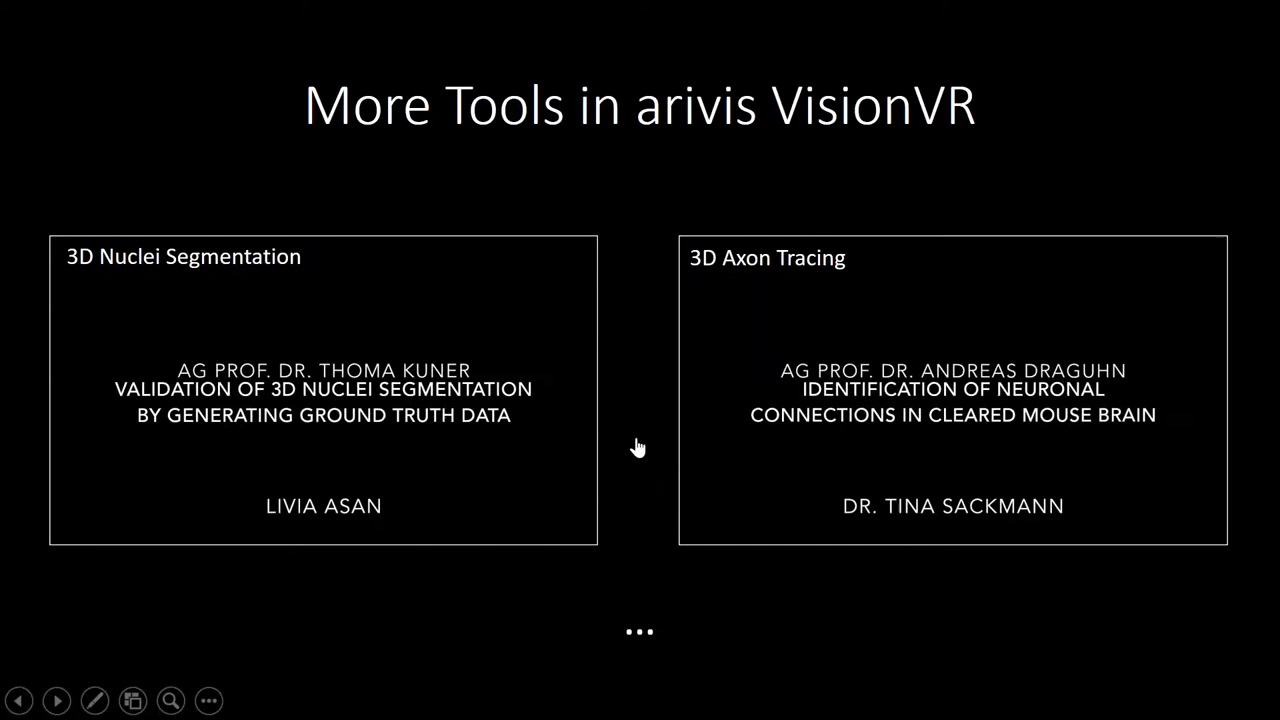 More Tools in arivis VisionVR
3D Nuclei Segmentation
AG PROF. DR. THOMA KUNER
VALIDATION OF 3D NUCLEI SEGMENTATION
BY GENERATING GROUND TRUTH DATA
LIVIA ASAN
3D Axon Tracing
AG PROF. DR. ANDREAS DRAGUHN
IDENTIFICATION OF NEURONAL
CONNECTIONS IN CLEARED MOUSE BRAIN
DR. TINA SACKMANN
...